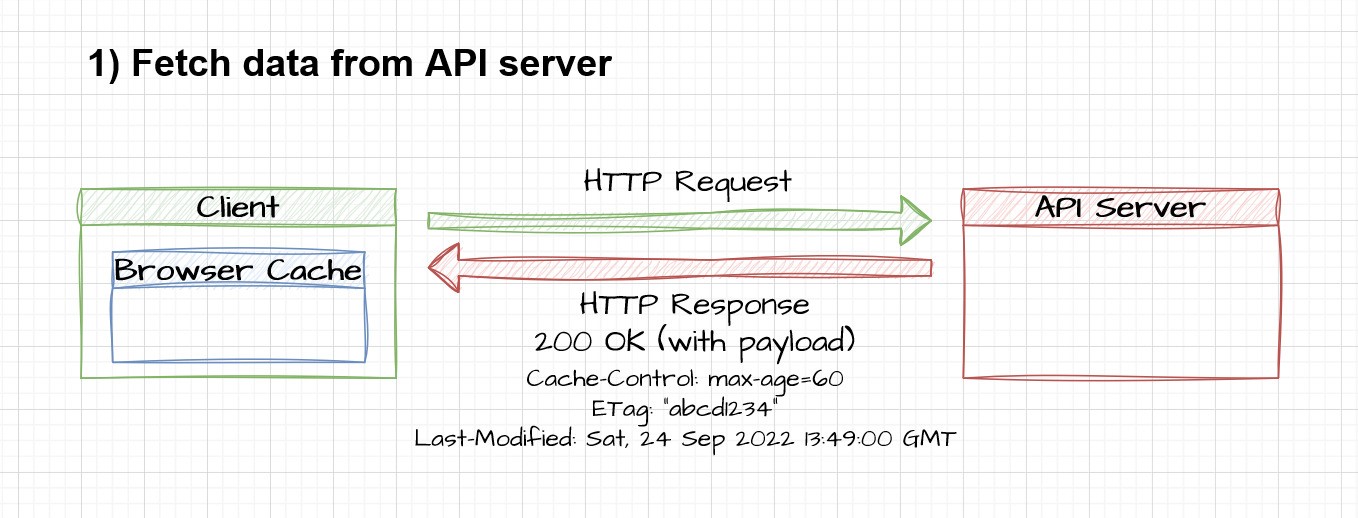 1) Fetch data from API server
HTTP Request
Client
API Server
Browser Cache
HTTP Response
200 OK (with payload)
Cache-Control: max-age=60
ETag: "abcd1234"
Last-Modified: Sat, 24 Sep 2022 13:49:00 GMT